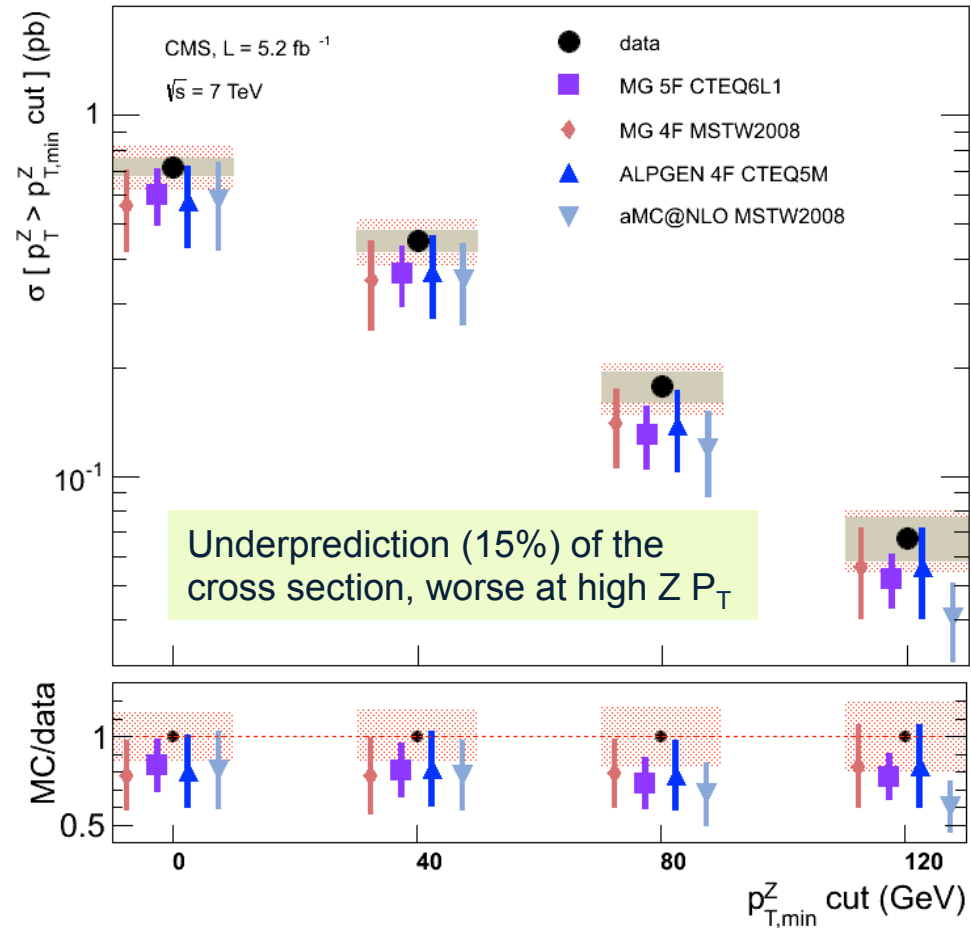 CMS, L = 5.2 fb⁻¹
√s = 7 TeV
data
MG 5F CTEQ6L1
MG 4F MSTW2008
ALPGEN 4F CTEQ5M
aMC@NLO MSTW2008
σ [ p_T^Z > p_{T,min}^Z cut ] (pb)
1
10⁻¹
Underprediction (15%) of the
cross section, worse at high Z P_T
MC/data
1
0.5
0 40 80 120
p_{T,min}^Z cut (GeV)